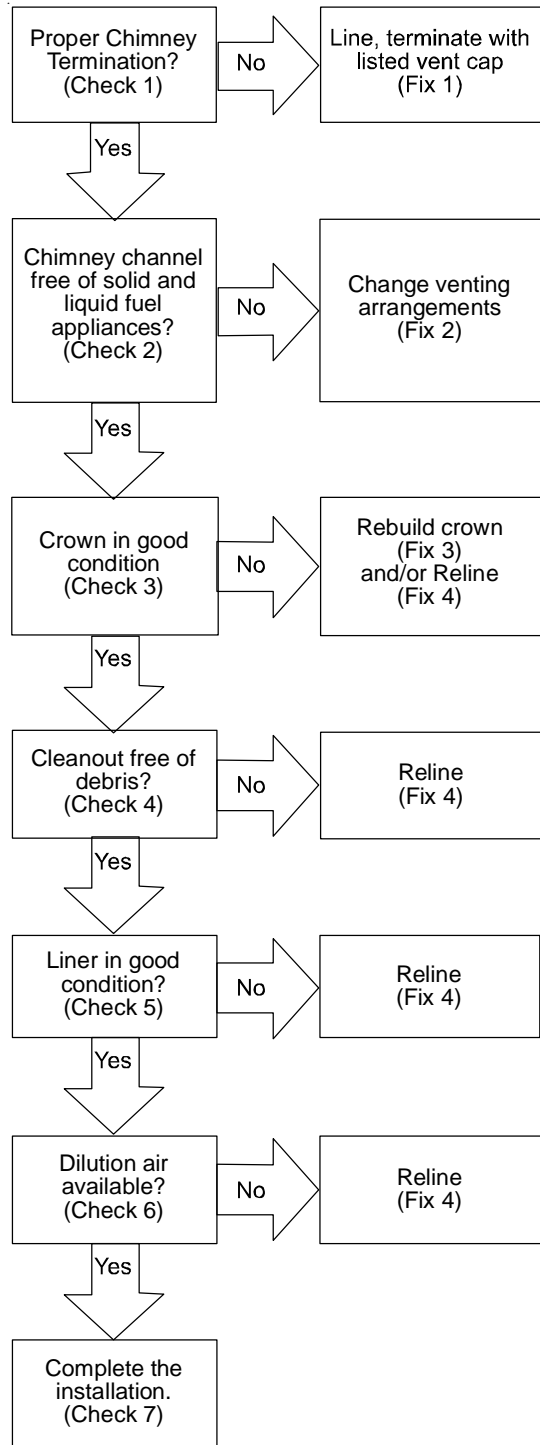 Proper Chimney
Termination?
(Check 1)
No
Line, terminate with
listed vent cap
(Fix 1)
Yes
Chimney channel
free of solid and
liquid fuel
appliances?
(Check 2)
No
Change venting
arrangements
(Fix 2)
Yes
Crown in good
condition
(Check 3)
No
Rebuild crown
(Fix 3)
and/or Reline
(Fix 4)
Yes
Cleanout free of
debris?
(Check 4)
No
Reline
(Fix 4)
Yes
Liner in good
condition?
(Check 5)
No
Reline
(Fix 4)
Yes
Dilution air
available?
(Check 6)
No
Reline
(Fix 4)
Yes
Complete the
installation.
(Check 7)